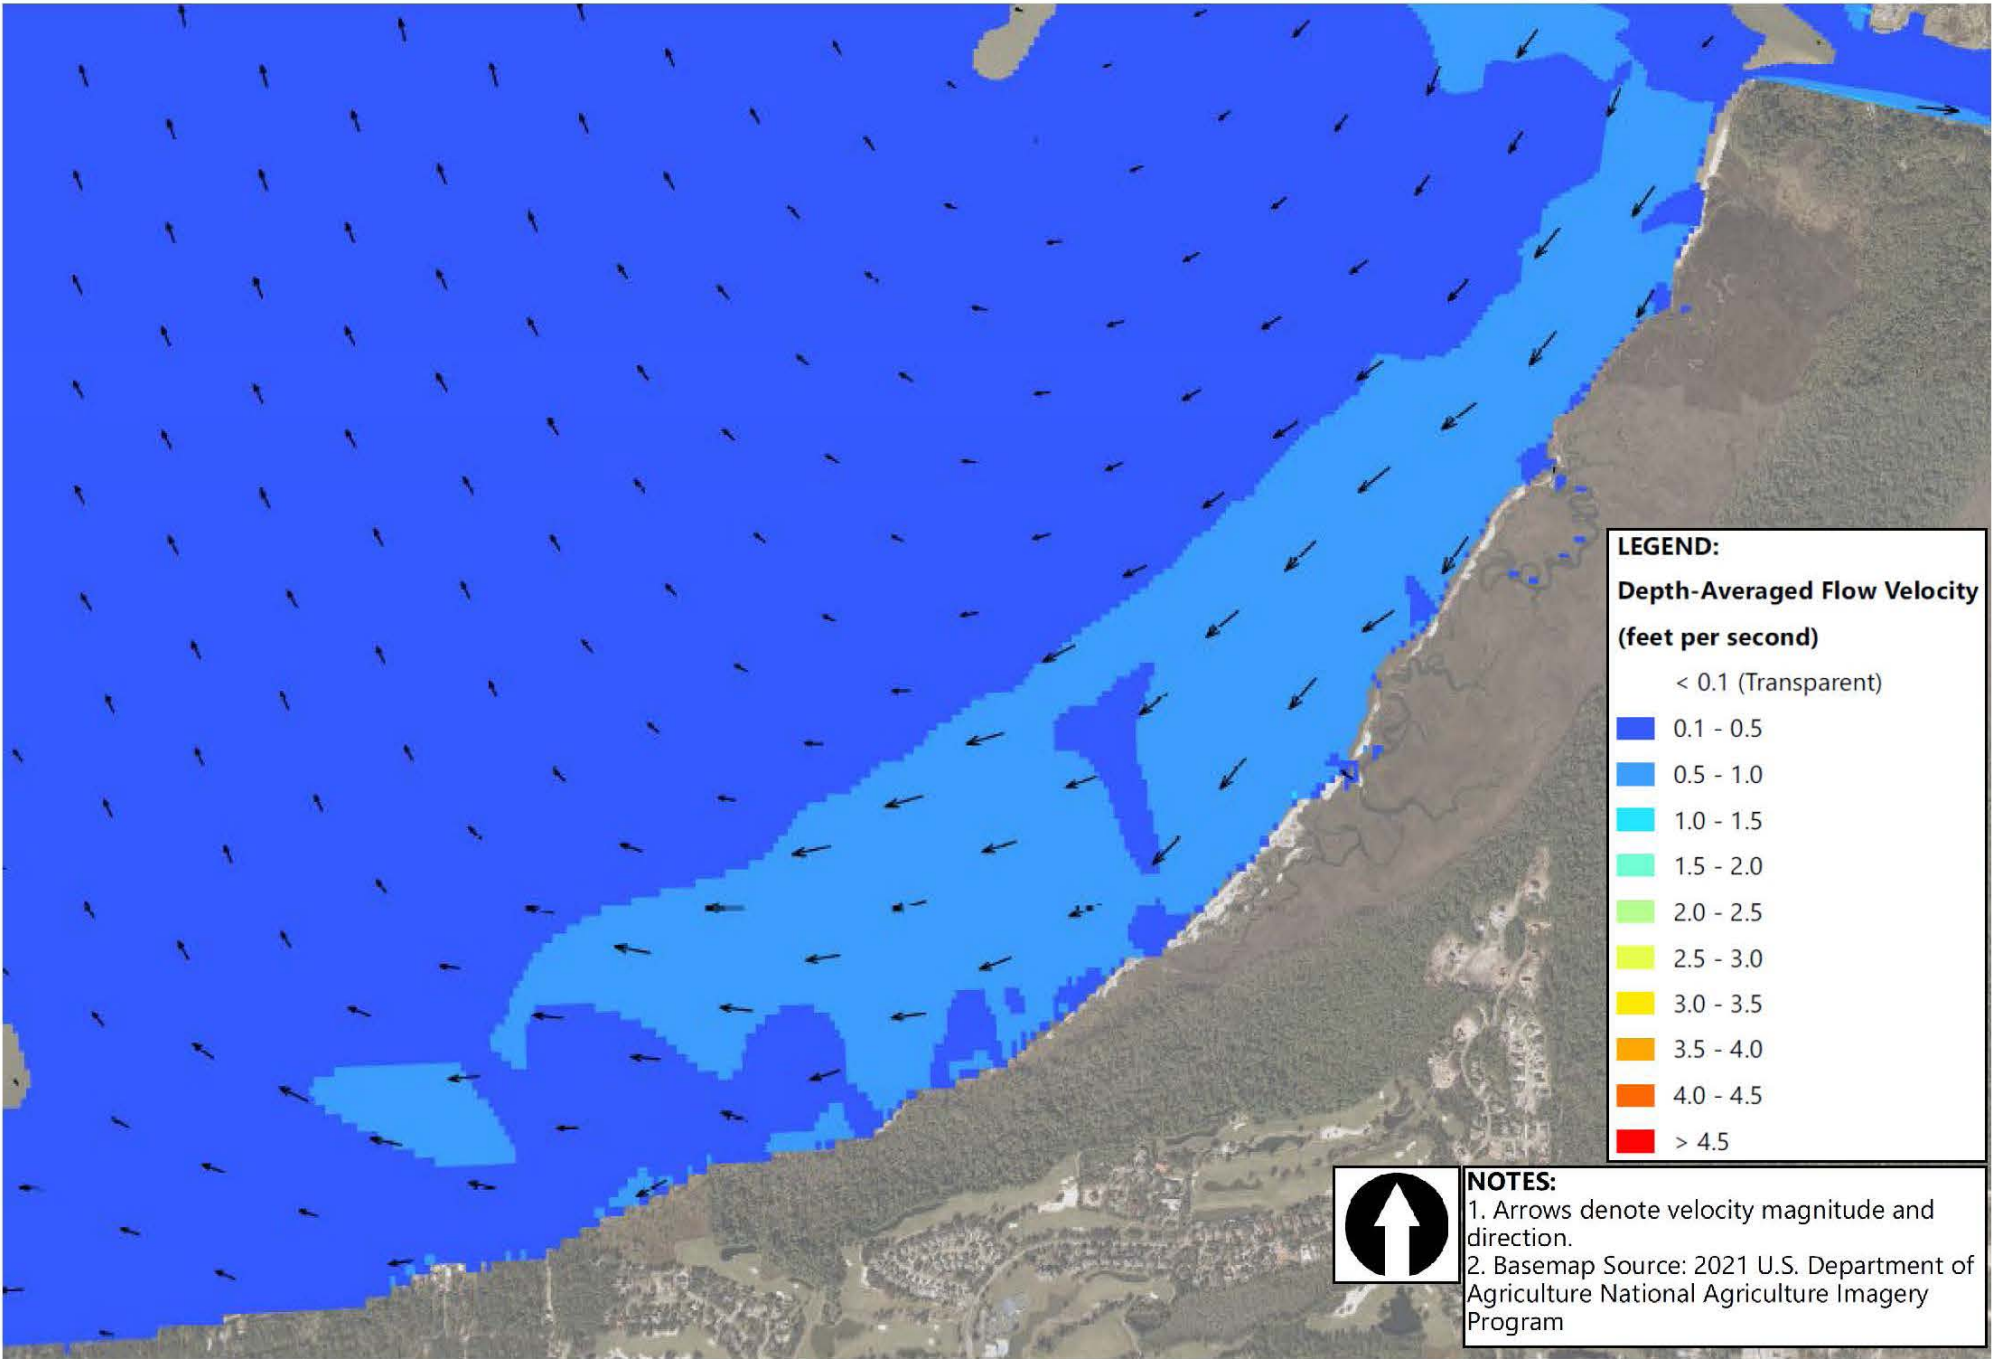 LEGEND:
Depth-Averaged Flow Velocity
(feet per second)
< 0.1 (Transparent)
0.1 - 0.5
0.5 - 1.0
1.0 - 1.5
1.5 - 2.0
2.0 - 2.5
2.5 - 3.0
3.0 - 3.5
3.5 - 4.0
4.0 - 4.5
> 4.5
NOTES:
1. Arrows denote velocity magnitude and
direction.
2. Basemap Source: 2021 U.S. Department of
Agriculture National Agriculture Imagery
Program